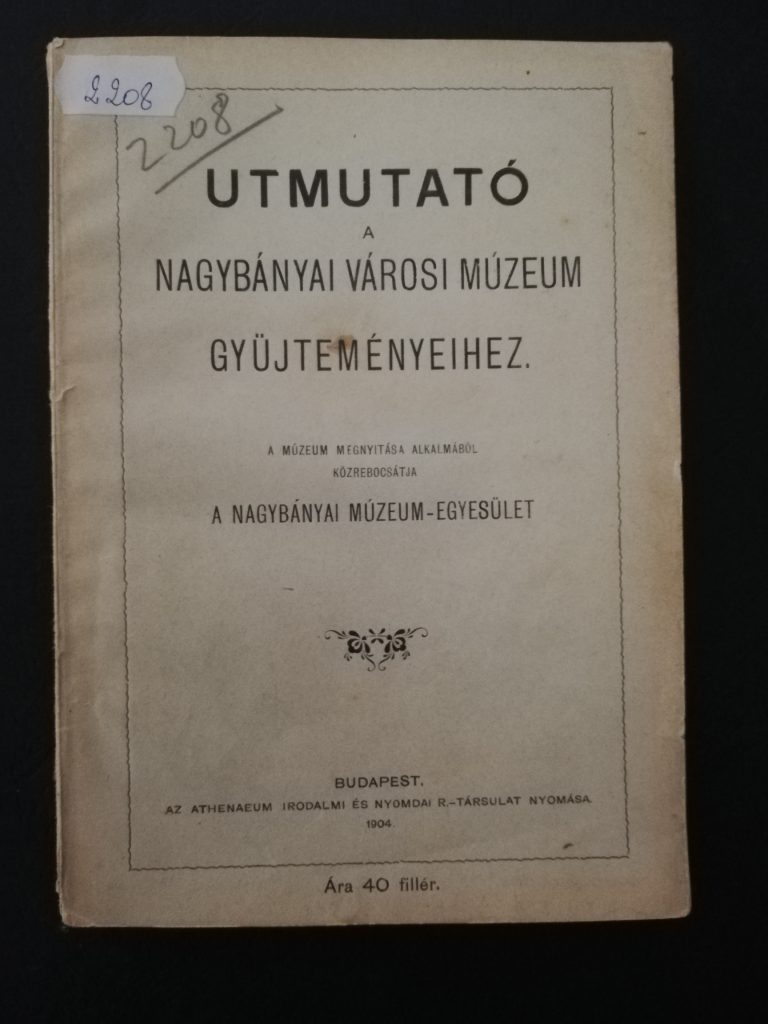 2208
2208
UTMUTATÓ
A
NAGYBÁNYAI VÁROSI MÚZEUM
GYÜJTEMÉNYEIHEZ.
A MÚZEUM MEGNYITÁSA ALKALMÁBÓL
KÖZREBOCSÁTJA
A NAGYBÁNYAI MÚZEUM-EGYESÜLET
BUDAPEST.
AZ ATHENAEUM IRODALMI ÉS NYOMDAI R.-TÁRSULAT NYOMÁSA.
1904.
Ára 40 fillér.